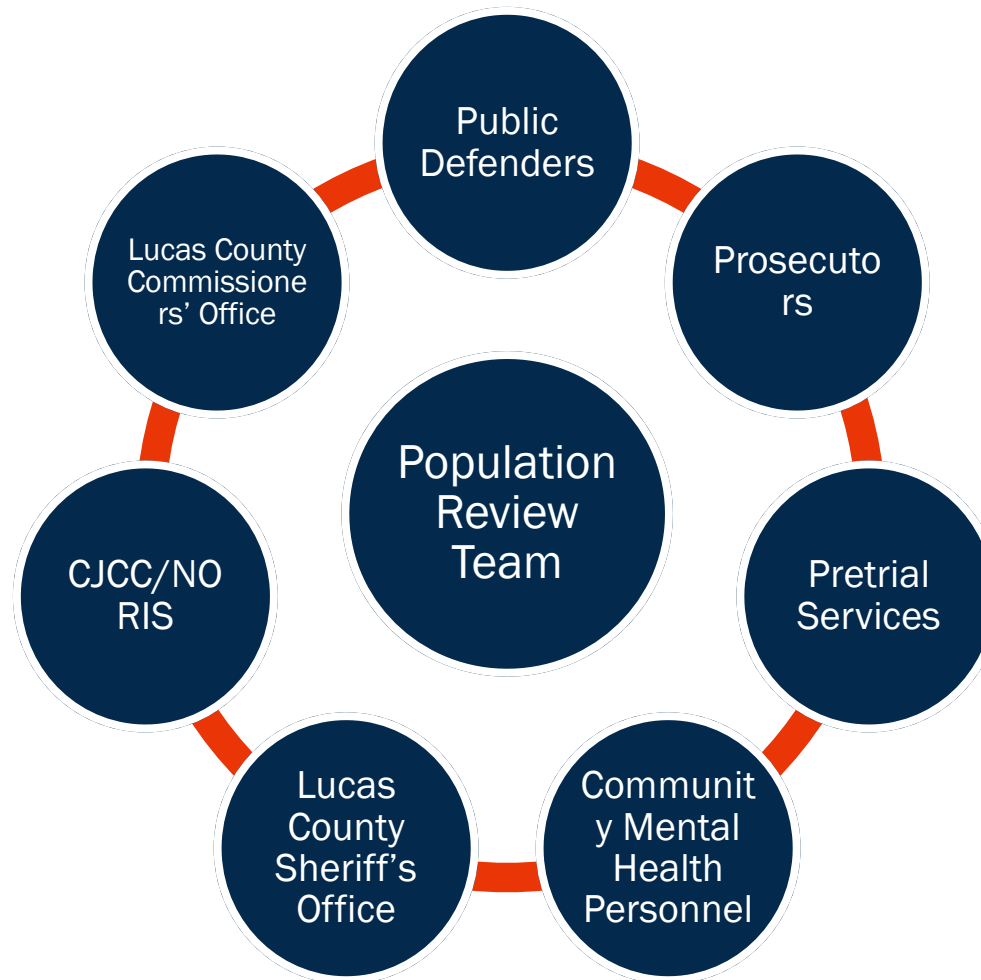 Public
Defenders
Prosecuto
rs
Pretrial
Services
Communit
y Mental
Health
Personnel
Lucas
County
Sheriff’s
Office
CJCC/NO
RIS
Lucas County
Commissione
rs’ Office
Population
Review
Team